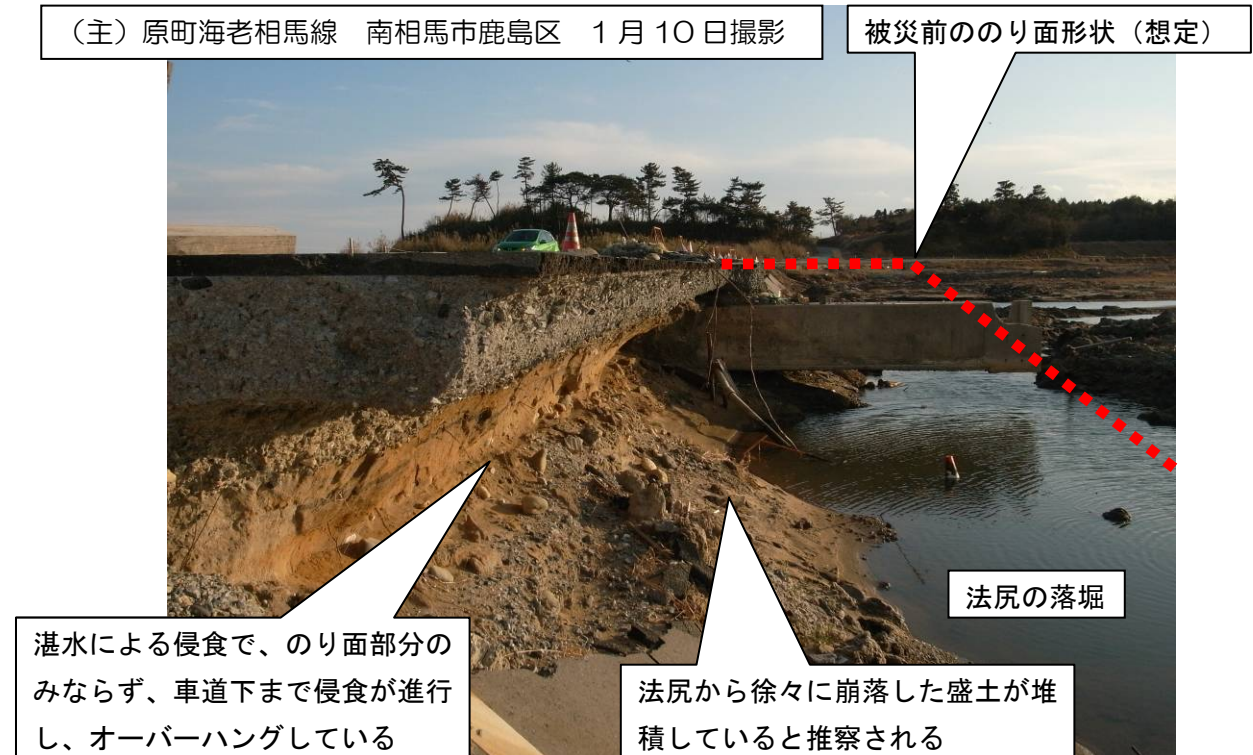 （主）原町海老相馬線　南相馬市鹿島区　1月10日撮影
被災前ののり面形状（想定）
法尻の落堀
湛水による侵食で、のり面部分の
みならず、車道下まで侵食が進行
し、オーバーハングしている
法尻から徐々に崩落した盛土が堆
積していると推察される